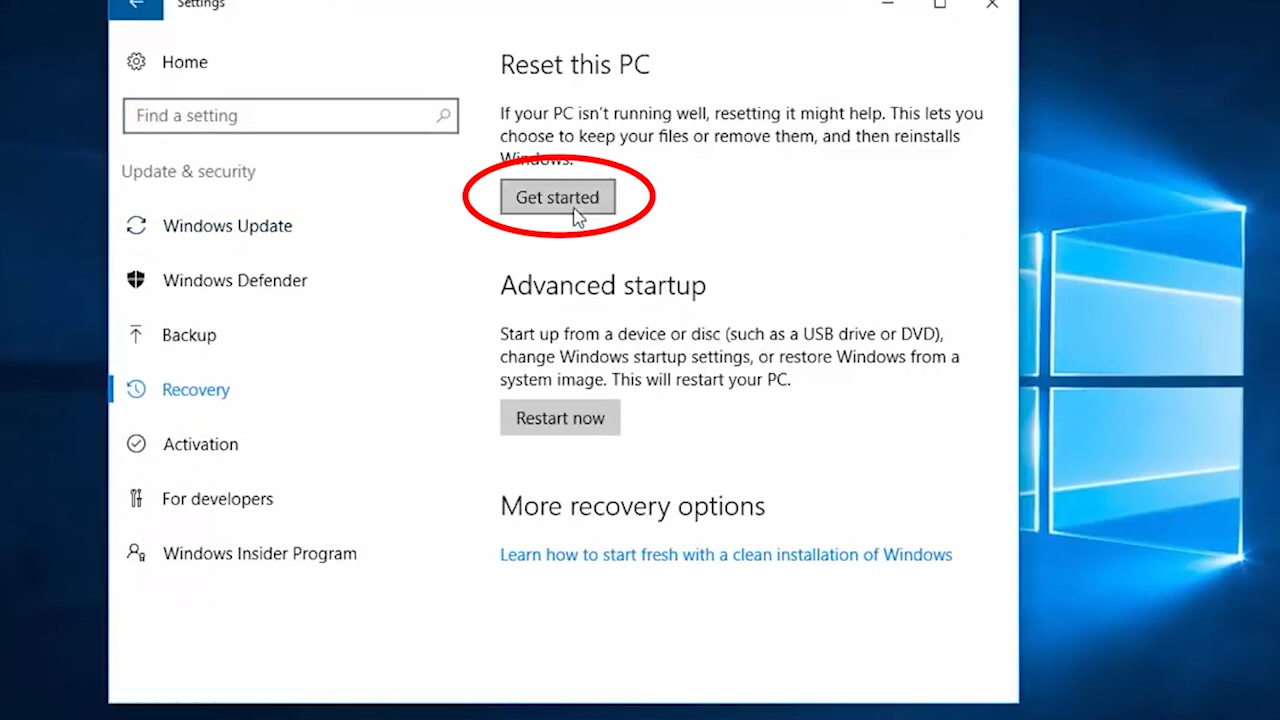 Settings
Home
Find a setting
Update & security
Windows Update
Windows Defender
Backup
Recovery
Activation
For developers
Windows Insider Program
Reset this PC
If your PC isn't running well, resetting it might help. This lets you
choose to keep your files or remove them, and then reinstalls
Windows.
Get started
Advanced startup
Start up from a device or disc (such as a USB drive or DVD),
change Windows startup settings, or restore Windows from a
system image. This will restart your PC.
Restart now
More recovery options
Learn how to start fresh with a clean installation of Windows